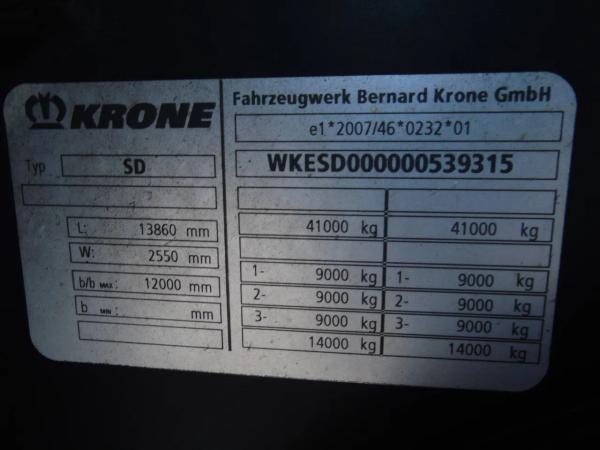 KRONE
Typ SD
L: 13860 mm
W: 2550 mm
b/b MAX: 12000 mm
b MIN: mm
Fahrzeugwerk Bernard Krone GmbH
e1*2007/46*0232*01
WKESD000000539315
41000 kg 41000 kg
1- 9000 kg 1- 9000 kg
2- 9000 kg 2- 9000 kg
3- 9000 kg 3- 9000 kg
14000 kg 14000 kg